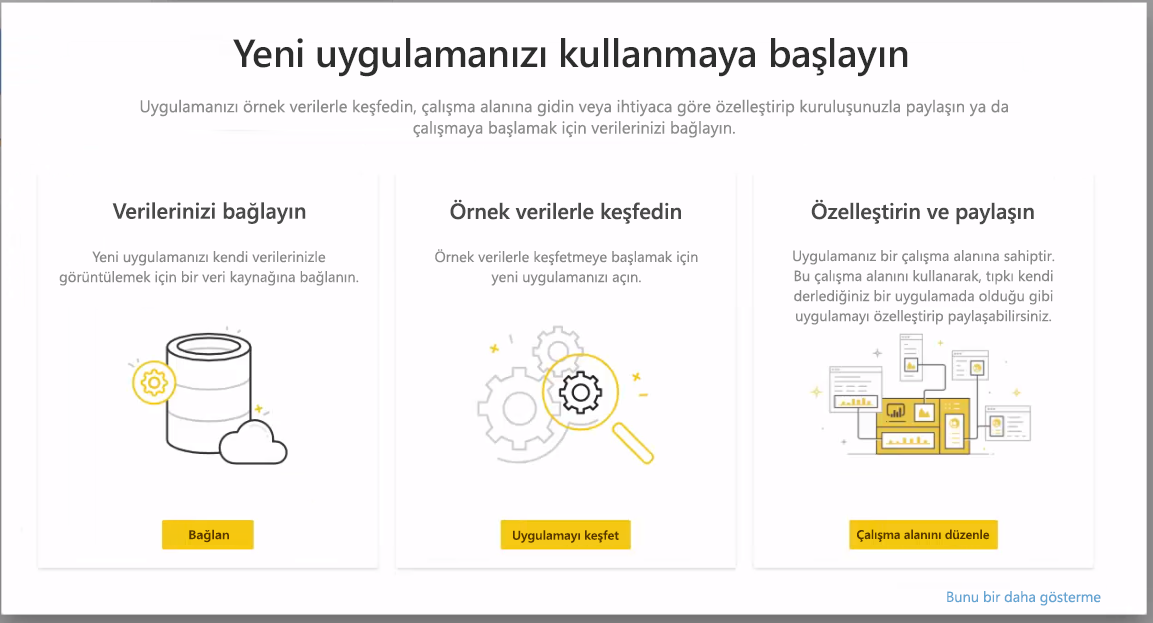 Yeni uygulamanızı kullanmaya başlayın
Uygulamanızı örnek verilerle keşfedin, çalışma alanına gidin veya ihtiyaca göre özelleştirip kuruluşunuzla paylaşın ya da
çalışmaya başlamak için verilerinizi bağlayın.
Verilerinizi bağlayın
Yeni uygulamanızı kendi verilerinizle
görüntülemek için bir veri kaynağına bağlanın.
Bağlan
Örnek verilerle keşfedin
Örnek verilerle keşfetmeye başlamak için
yeni uygulamanızı açın.
Uygulamayı keşfet
Özelleştirin ve paylaşın
Uygulamanız bir çalışma alanına sahiptir.
Bu çalışma alanını kullanarak, tıpkı kendi
derlediğiniz bir uygulamada olduğu gibi
uygulamayı özelleştirip paylaşabilirsiniz.
Çalışma alanını düzenle
Bunu bir daha gösterme